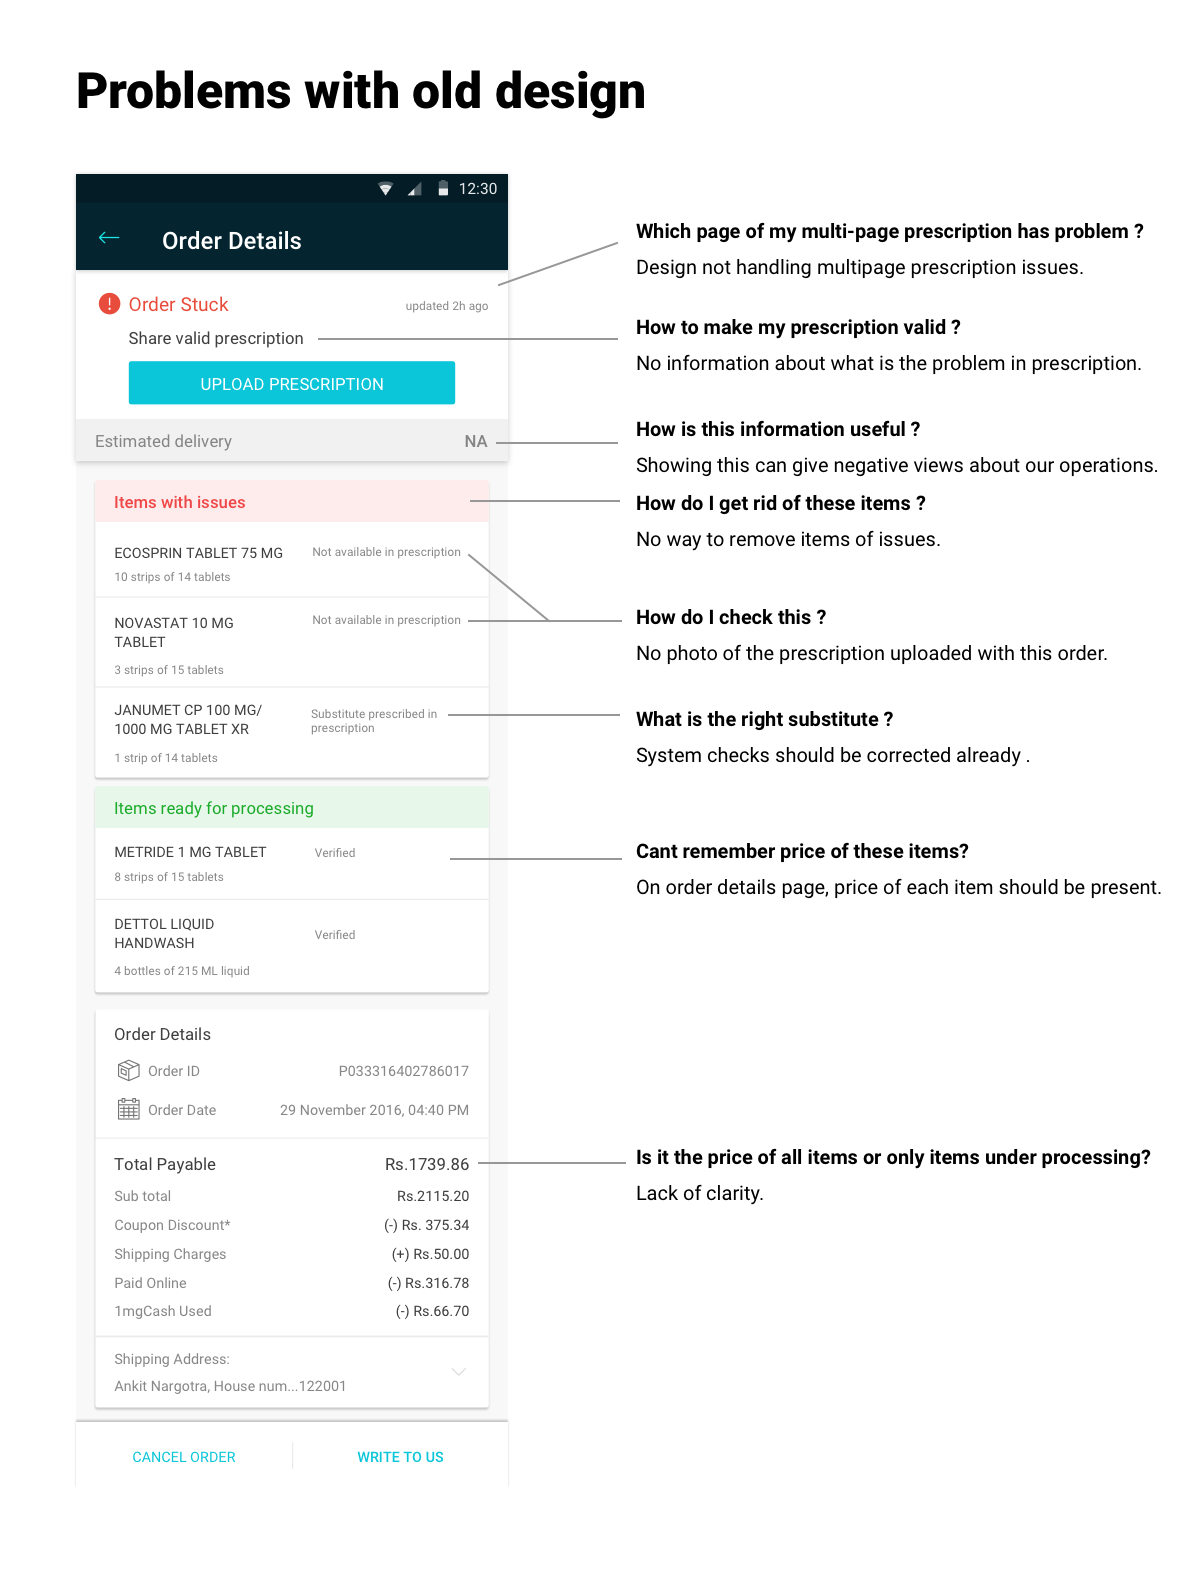 Problems with old design
12:30
Order Details
Order Stuck
updated 2h ago
Share valid prescription
UPLOAD PRESCRIPTION
Estimated delivery
NA
Items with issues
ECOSPRIN TABLET 75 MG
Not available in prescription
10 strips of 14 tablets
NOVASTAT 10 MG
TABLET
Not available in prescription
3 strips of 15 tablets
JANUMET CP 100 MG/
1000 MG TABLET XR
Substitute prescribed in
prescription
1 strip of 14 tablets
Items ready for processing
METRIDE 1 MG TABLET
Verified
8 strips of 15 tablets
DETTOL LIQUID
HANDWASH
Verified
4 bottles of 215 ML liquid
Order Details
Order ID
P033316402786017
Order Date
29 November 2016, 04:40 PM
Total Payable
Rs.1739.86
Sub total
Rs.2115.20
Coupon Discount*
(-) Rs. 375.34
Shipping Charges
(+) Rs.50.00
Paid Online
(-) Rs.316.78
1mgCash Used
(-) Rs.66.70
Shipping Address:
Ankit Nargotra, House num...122001
CANCEL ORDER
WRITE TO US
Which page of my multi-page prescription has problem ?
Design not handling multipage prescription issues.
How to make my prescription valid ?
No information about what is the problem in prescription.
How is this information useful ?
Showing this can give negative views about our operations.
How do I get rid of these items ?
No way to remove items of issues.
How do I check this ?
No photo of the prescription uploaded with this order.
What is the right substitute ?
System checks should be corrected already .
Cant remember price of these items?
On order details page, price of each item should be present.
Is it the price of all items or only items under processing?
Lack of clarity.